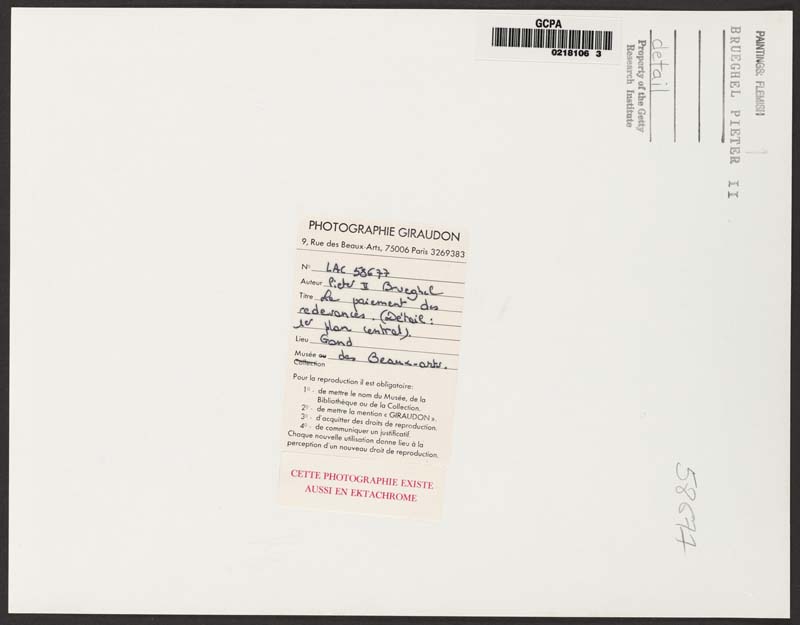 GCPA
0218106 3
PAINTINGS: FLEMISH
BRUEGHEL PIETER II
detail
Property of the Getty
Research Institute
PHOTOGRAPHIE GIRAUDON
9, Rue des Beaux-Arts, 75006 Paris 3269383
N° LAC 58677
Auteur Pieter II Brueghel
Titre Le paiement des
redevances. (Détail:
1er plan central).
Lieu Gand
Musée ou des Beaux-arts.
Collection
Pour la reproduction il est obligatoire:
1° - de mettre le nom du Musée, de la
Bibliothèque ou de la Collection.
2° - de mettre la mention « GIRAUDON ».
3° - d'acquitter des droits de reproduction.
4° - de communiquer un justificatif.
Chaque nouvelle utilisation donne lieu à la
perception d'un nouveau droit de reproduction.
CETTE PHOTOGRAPHIE EXISTE
AUSSI EN EKTACHROME
58677